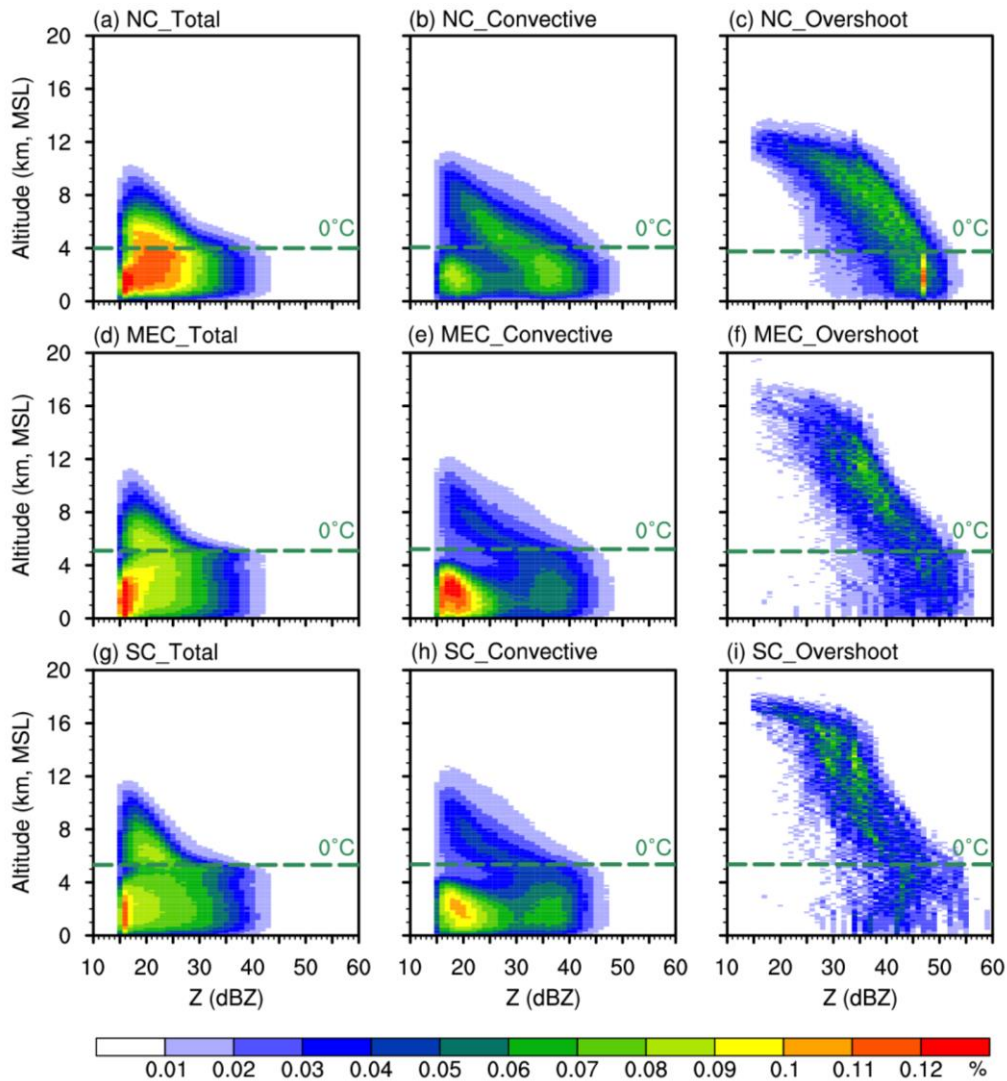 (a) NC_Total (b) NC_Convective (c) NC_Overshoot
20
16
12
8
4
0
Altitude (km, MSL)
0°C 0°C 0°C
(d) MEC_Total (e) MEC_Convective (f) MEC_Overshoot
20
16
12
8
4
0
Altitude (km, MSL)
0°C 0°C 0°C
(g) SC_Total (h) SC_Convective (i) SC_Overshoot
20
16
12
8
4
0
Altitude (km, MSL)
0°C 0°C 0°C
10 20 30 40 50 60 10 20 30 40 50 60 10 20 30 40 50 60
Z (dBZ) Z (dBZ) Z (dBZ)
0.01 0.02 0.03 0.04 0.05 0.06 0.07 0.08 0.09 0.1 0.11 0.12 %